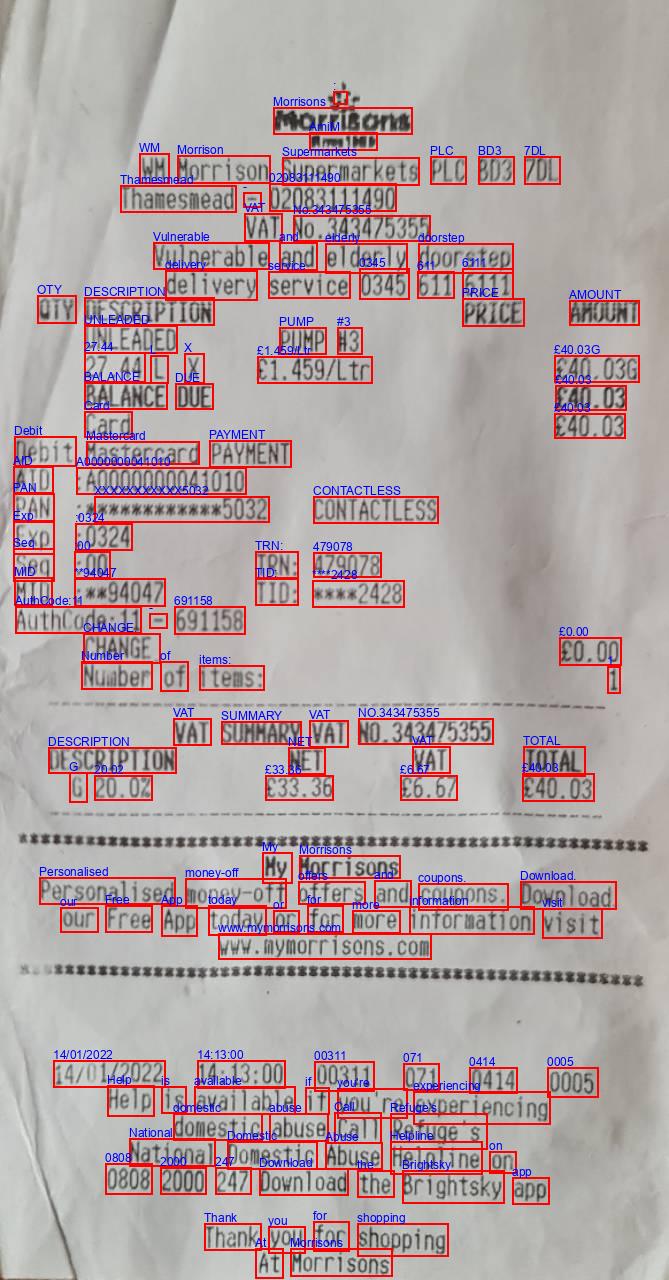 Morrisons
WM Morrison Supermarkets PLC BD3 7DL
Thamesmead - 02083111490
VAT No.343475355
Vulnerable and elderly doorstep
delivery service 0345 611 6111
QTY DESCRIPTION PRICE AMOUNT
UNLEADED PUMP #3
27.44 L X £1.459/Ltr £40.03G
BALANCE DUE £40.03
Card £40.03
Debit Mastercard PAYMENT
AID :A0000000041010
PAN :************5032 CONTACTLESS
Exp :0324
Seq :00 TRN: 479078
MID :**94047 TID: ****2428
AuthCode:11 - 691158
CHANGE £0.00
Number of items: 1
VAT SUMMARY VAT NO.343475355
DESCRIPTION NET VAT TOTAL
G 20.0% £33.36 £6.67 £40.03
My Morrisons
Personalised money-off offers and coupons. Download
our Free App today or for more information visit
www.mymorrisons.com
14/01/2022 14:13:00 00311 071 0414 0005
Help is available if you're experiencing
domestic abuse Call Refuge's
National Domestic Abuse Helpline on
0808 2000 247 Download the Brightsky app
Thank you for shopping
At Morrisons